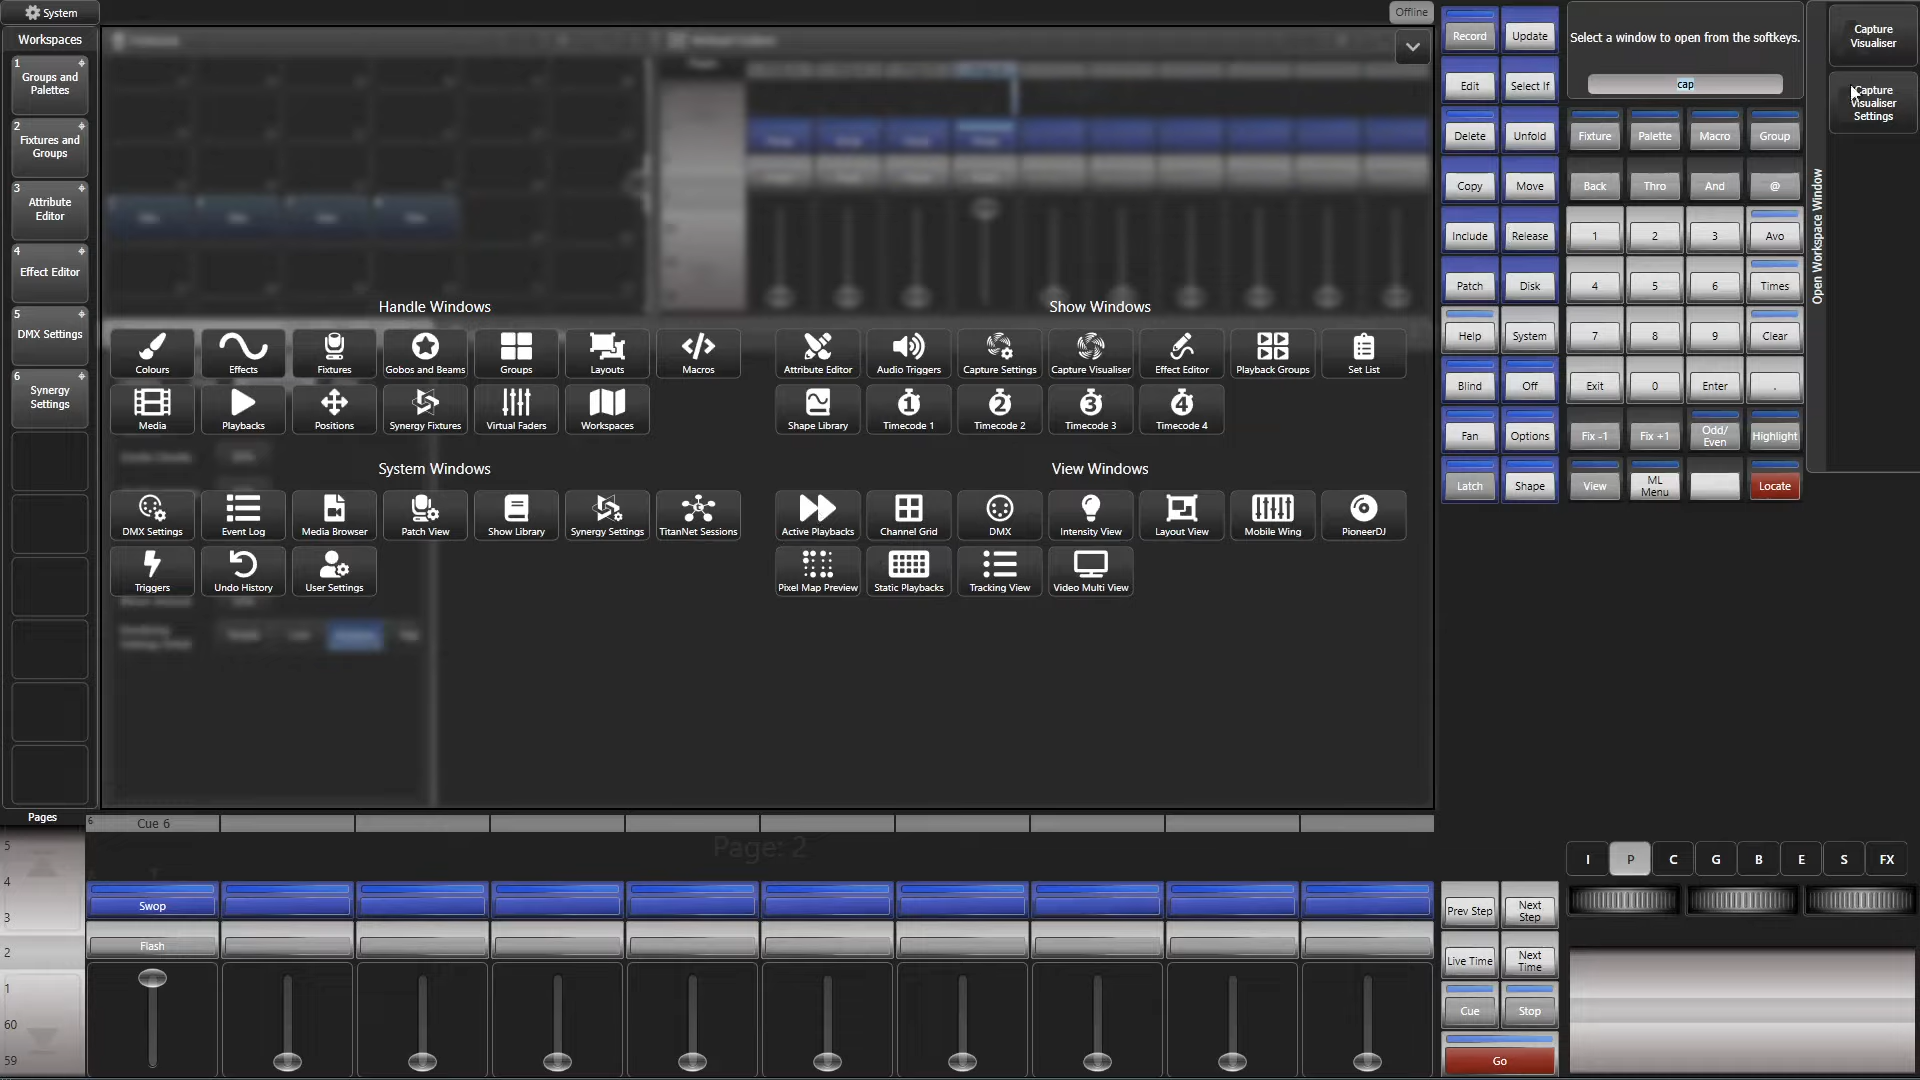 System
Workspaces
1
Groups and
Palettes
2
Fixtures and
Groups
3
Attribute
Editor
4
Effect Editor
5
DMX Settings
6
Synergy
Settings
Offline
Handle Windows
Colours
Effects
Fixtures
Gobos and Beams
Groups
Layouts
Macros
Media
Playbacks
Positions
Synergy Fixtures
Virtual Faders
Workspaces
Show Windows
Attribute Editor
Audio Triggers
Capture Settings
Capture Visualiser
Effect Editor
Playback Groups
Set List
Shape Library
1
Timecode 1
2
Timecode 2
3
Timecode 3
4
Timecode 4
System Windows
DMX Settings
Event Log
Media Browser
Patch View
Show Library
Synergy Settings
TitanNet Sessions
Triggers
Undo History
User Settings
View Windows
Active Playbacks
Channel Grid
DMX
Intensity View
Layout View
Mobile Wing
PioneerDJ
Pixel Map Preview
Static Playbacks
Tracking View
Video Multi View
Record
Update
Edit
Select If
Delete
Unfold
Copy
Move
Include
Release
Patch
Disk
Help
System
Blind
Off
Fan
Options
Latch
Shape
Select a window to open from the softkeys.
cap
Fixture
Palette
Macro
Group
Back
Thro
And
@
1
2
3
Avo
4
5
6
Times
7
8
9
Clear
Exit
0
Enter
.
Fix -1
Fix +1
Odd/
Even
Highlight
View
ML
Menu
Locate
Open Workspace Window
Capture
Visualiser
Capture
Visualiser
Settings
Pages
5
4
3
2
1
60
59
6
Cue 6
Page: 2
Swop
Flash
Prev Step
Next
Step
Live Time
Next
Time
Cue
Stop
Go
I
P
C
G
B
E
S
FX